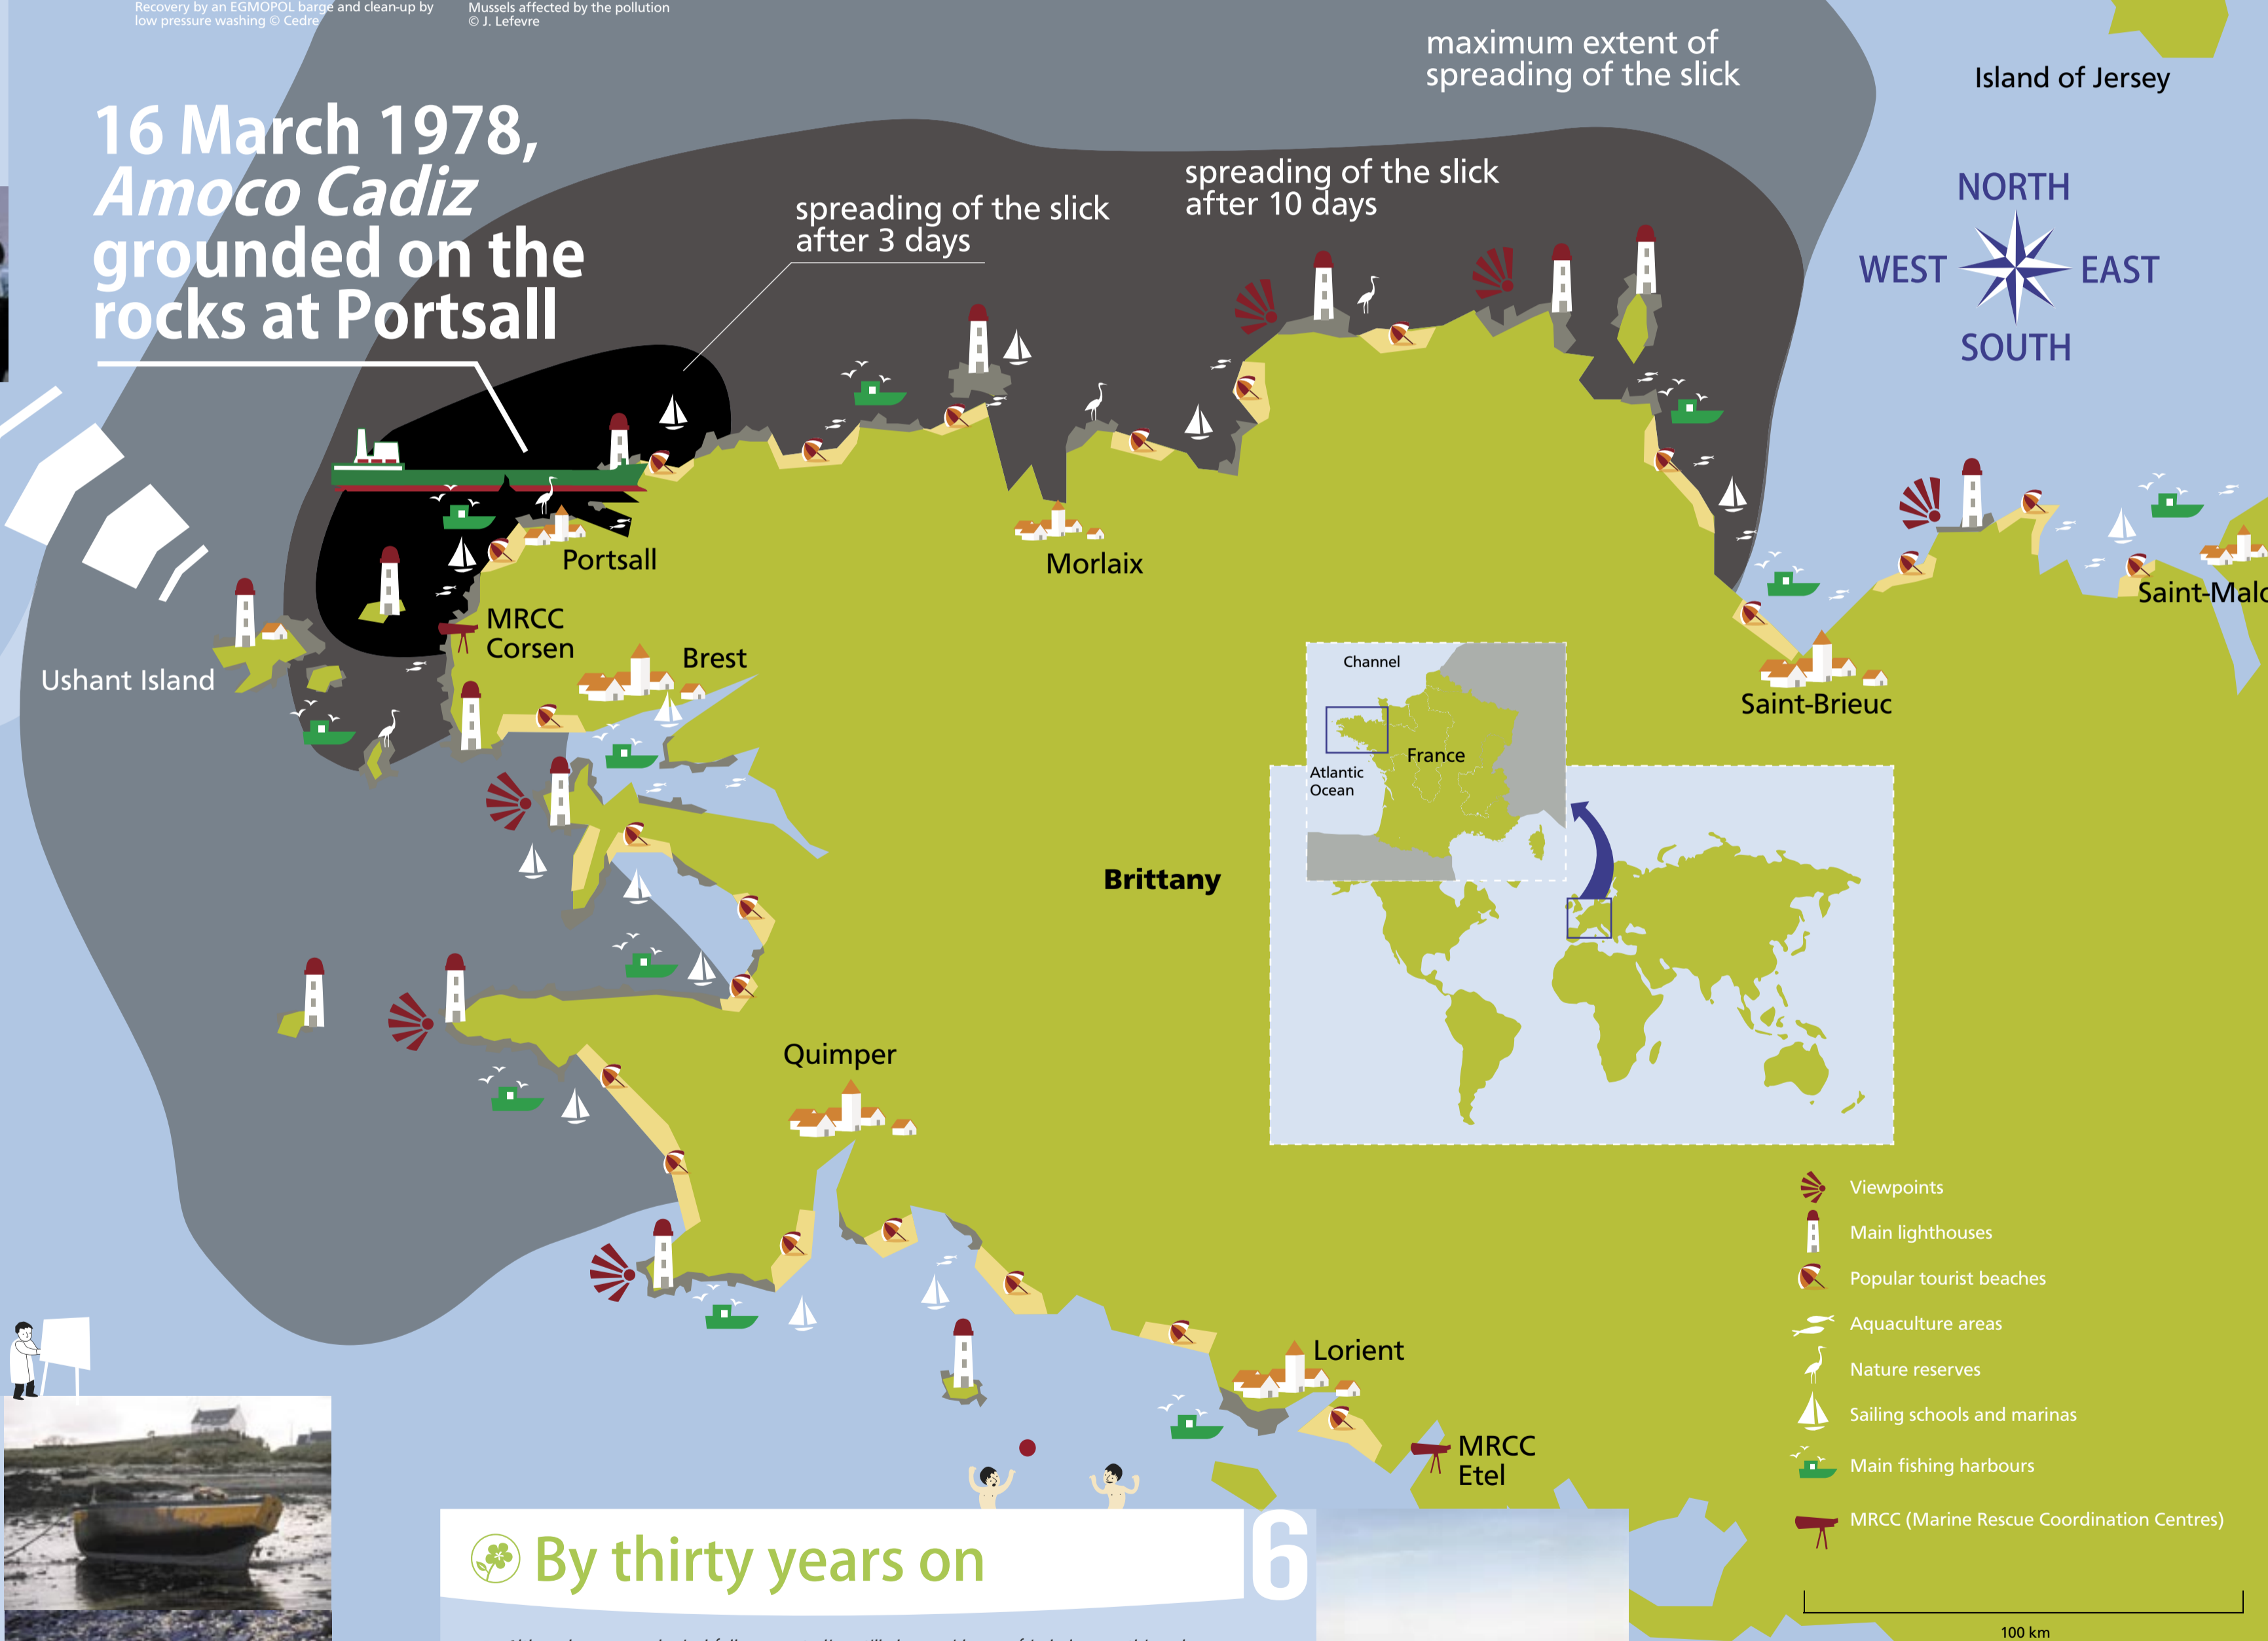 Recovery by an EGMOPOL barge and clean-up by
low pressure washing © Cedre
Mussels affected by the pollution
© J. Lefevre
maximum extent of
spreading of the slick
Island of Jersey
16 March 1978,
Amoco Cadiz
grounded on the
rocks at Portsall
spreading of the slick
after 3 days
spreading of the slick
after 10 days
NORTH
WEST
EAST
SOUTH
Portsall
Morlaix
MRCC
Corsen
Brest
Ushant Island
Saint-Malo
Saint-Brieuc
Channel
France
Atlantic
Ocean
Brittany
Quimper
Viewpoints
Main lighthouses
Popular tourist beaches
Aquaculture areas
Nature reserves
Sailing schools and marinas
Main fishing harbours
MRCC (Marine Rescue Coordination Centres)
Lorient
MRCC
Etel
By thirty years on
6
100 km